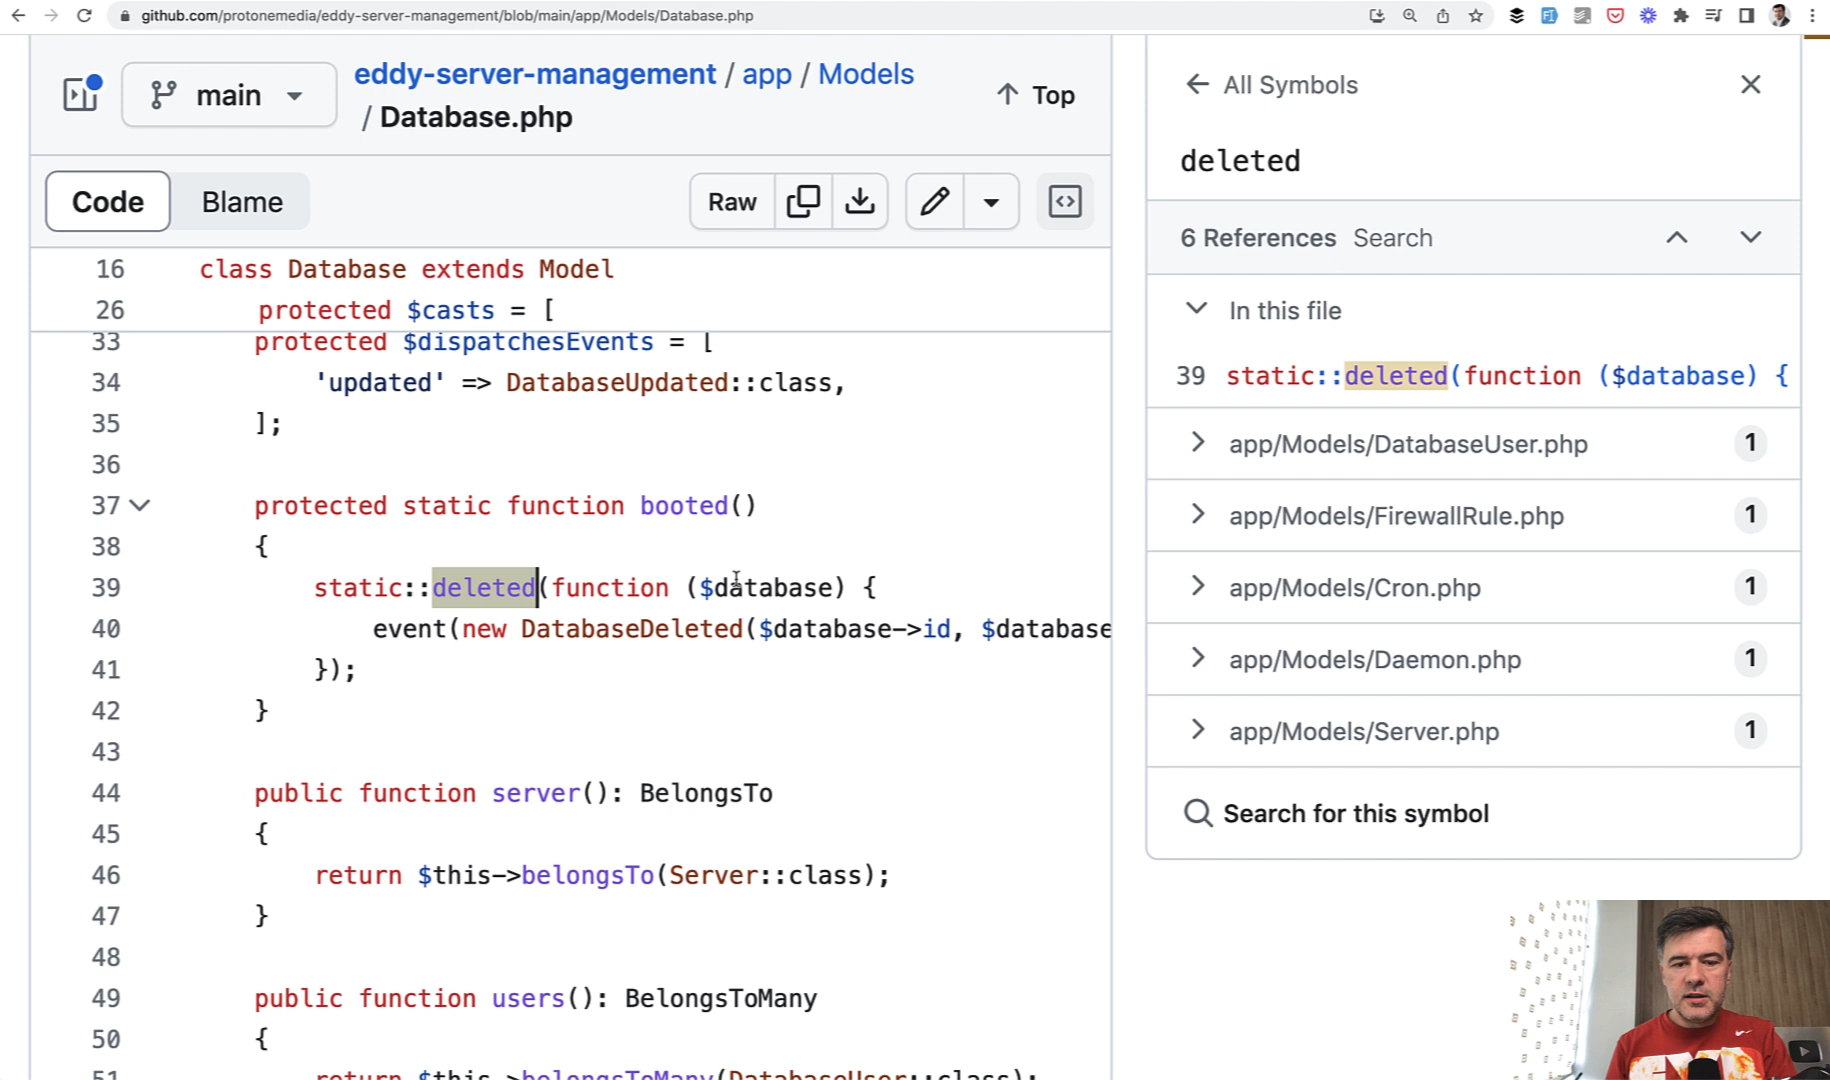 github.com/protonemedia/eddy-server-management/blob/main/app/Models/Database.php
main
eddy-server-management / app / Models
/ Database.php
Top
Code
Blame
Raw
16 class Database extends Model
26 protected $casts = [
33 protected $dispatchesEvents = [
34 'updated' => DatabaseUpdated::class,
35 ];
36
37 protected static function booted()
38 {
39 static::deleted(function ($database) {
40 event(new DatabaseDeleted($database->id, $database
41 });
42 }
43
44 public function server(): BelongsTo
45 {
46 return $this->belongsTo(Server::class);
47 }
48
49 public function users(): BelongsToMany
50 {
51 return $this->belongsToMany(DatabaseUser::class);
All Symbols
deleted
6 References Search
In this file
39 static::deleted(function ($database) {
app/Models/DatabaseUser.php 1
app/Models/FirewallRule.php 1
app/Models/Cron.php 1
app/Models/Daemon.php 1
app/Models/Server.php 1
Search for this symbol